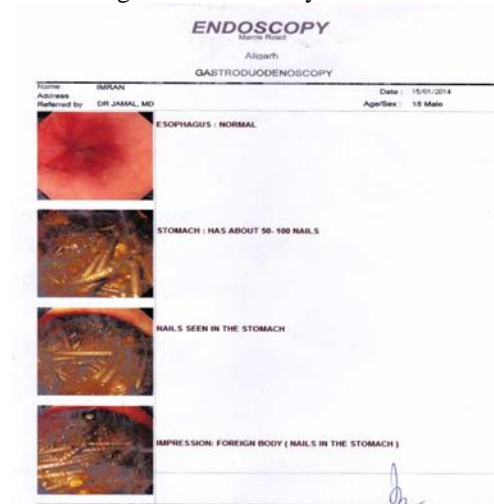 ENDOSCOPY
Marris Road
Aligarh
GASTRODUODENOSCOPY
Name IMRAN
Date : 15/01/2014
Address
Referred by DR JAMAL, MD
Age/Sex : 18 Male
ESOPHAGUS : NORMAL
STOMACH : HAS ABOUT 50- 100 NAILS
NAILS SEEN IN THE STOMACH
IMPRESSION: FOREIGN BODY ( NAILS IN THE STOMACH )